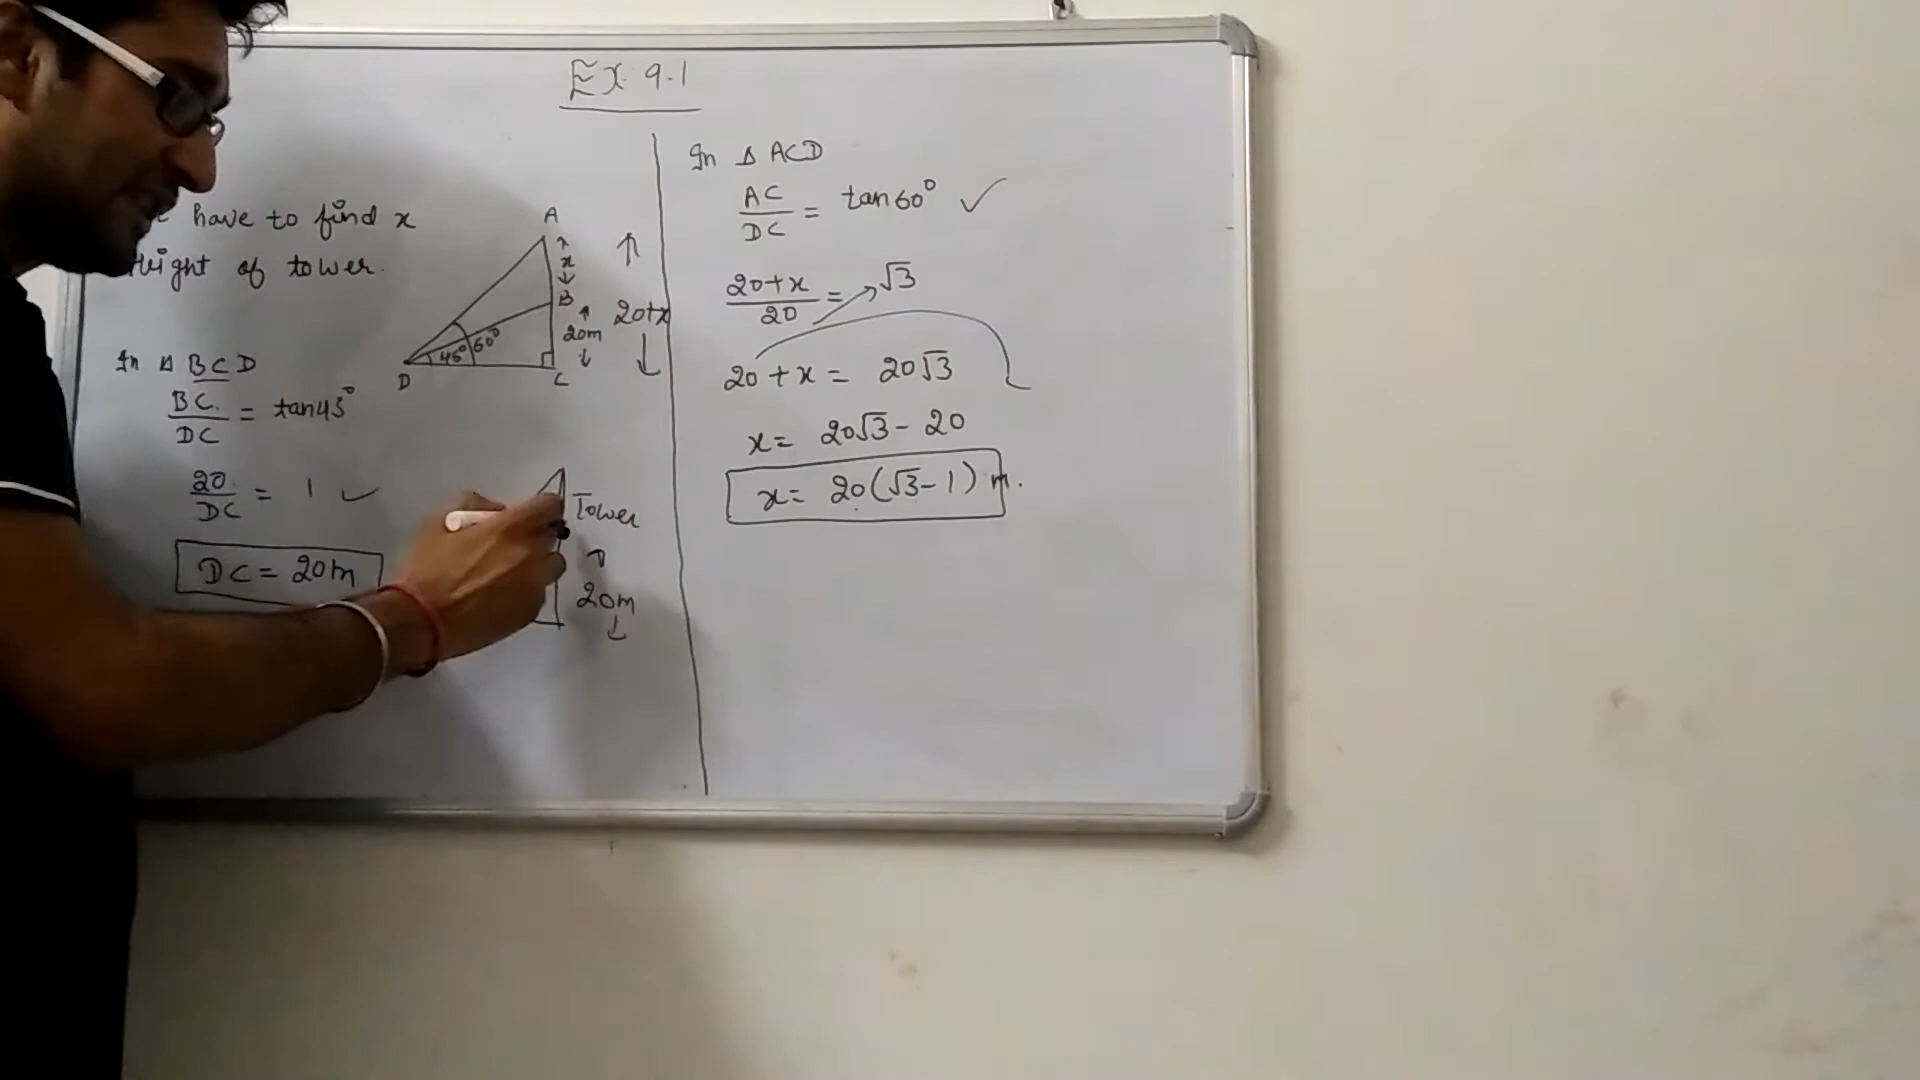 Ex 9.1
have to find x
Height of tower.
A
x
B
20m
20+x
45° 60°
D
C
In Δ BCD
BC/DC = tan45°
20/DC = 1 ✓
DC = 20m
Tower
20m
In Δ ACD
AC/DC = tan60° ✓
20+x/20 = √3
20 + x = 20√3
x = 20√3 - 20
x = 20(√3-1) m.